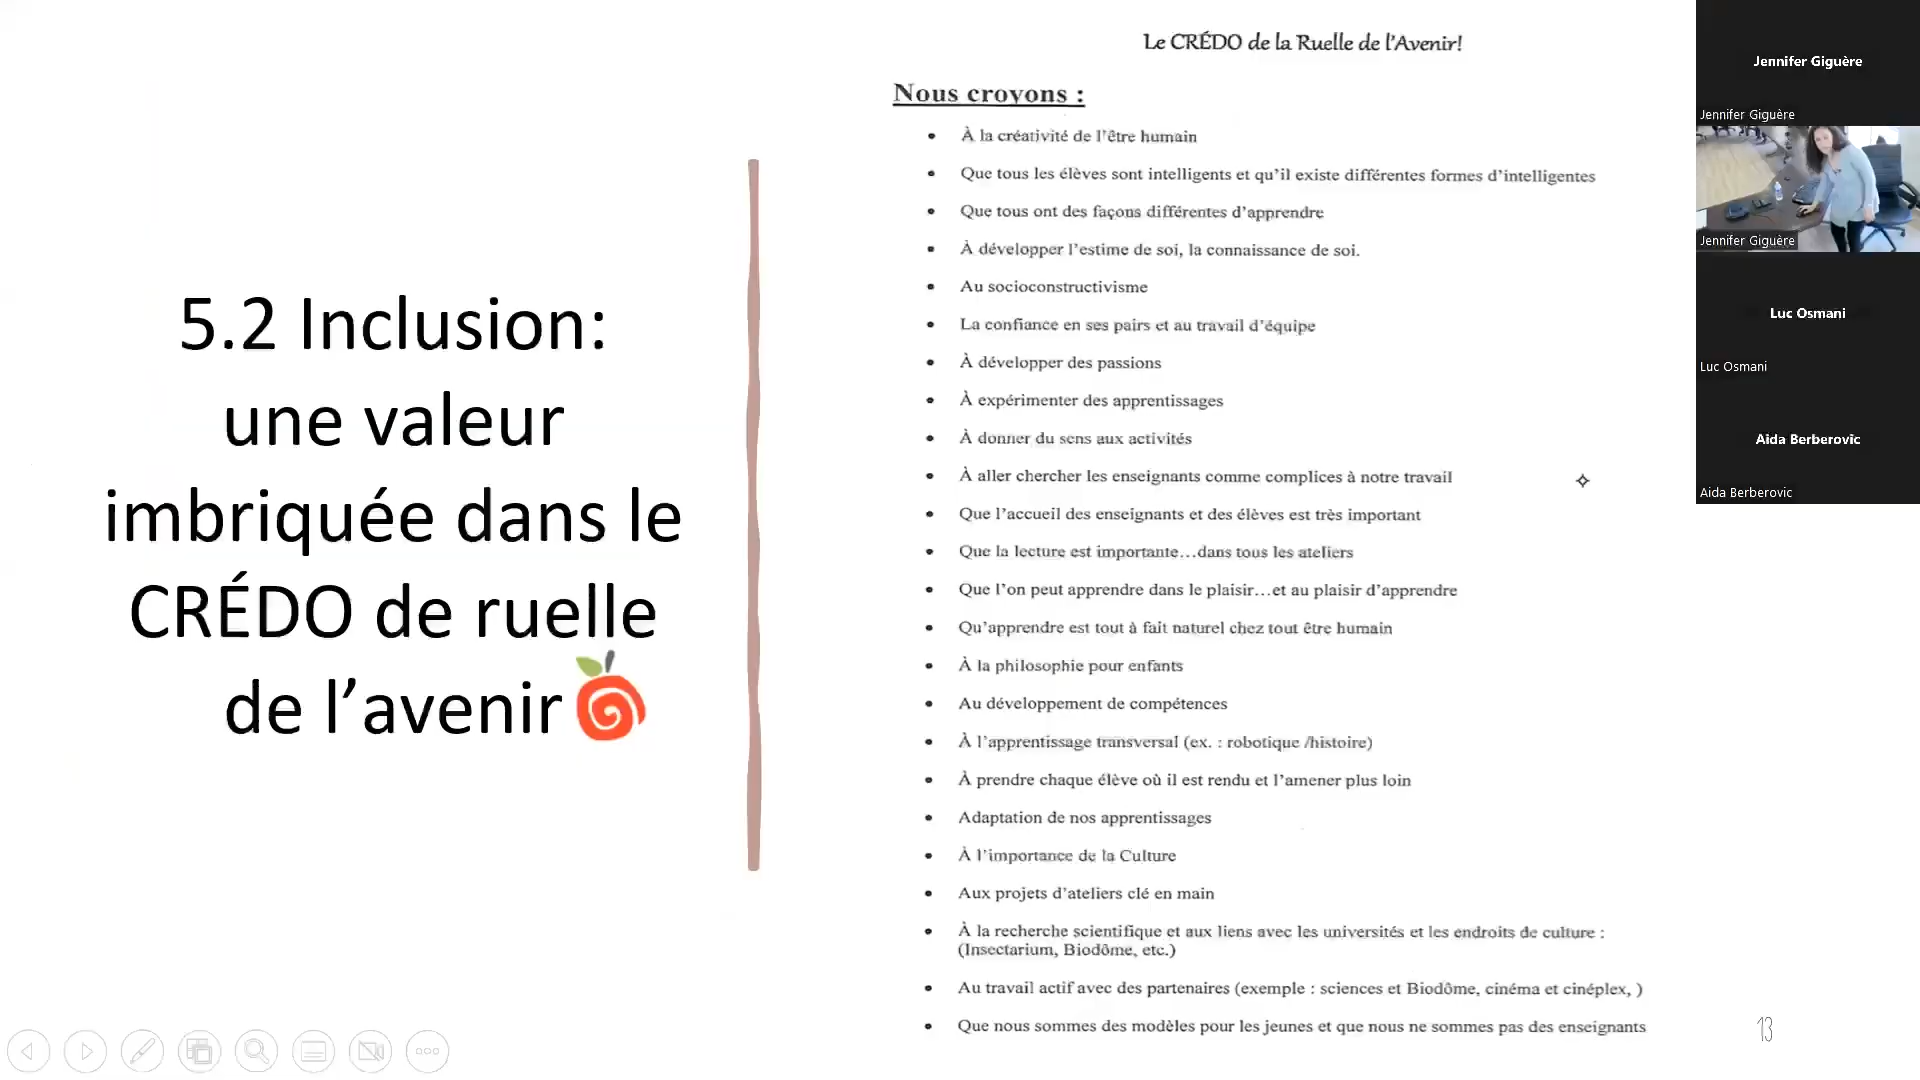 5.2 Inclusion:
une valeur
imbriquée dans le
CRÉDO de ruelle
de l’avenir
Le CRÉDO de la Ruelle de l’Avenir!
Nous croyons :
• À la créativité de l’être humain
• Que tous les élèves sont intelligents et qu’il existe différentes formes d’intelligentes
• Que tous ont des façons différentes d’apprendre
• À développer l’estime de soi, la connaissance de soi.
• Au socioconstructivisme
• La confiance en ses pairs et au travail d’équipe
• À développer des passions
• À expérimenter des apprentissages
• À donner du sens aux activités
• À aller chercher les enseignants comme complices à notre travail
• Que l’accueil des enseignants et des élèves est très important
• Que la lecture est importante…dans tous les ateliers
• Que l’on peut apprendre dans le plaisir…et au plaisir d’apprendre
• Qu’apprendre est tout à fait naturel chez tout être humain
• À la philosophie pour enfants
• Au développement de compétences
• À l’apprentissage transversal (ex. : robotique /histoire)
• À prendre chaque élève où il est rendu et l’amener plus loin
• Adaptation de nos apprentissages
• À l’importance de la Culture
• Aux projets d’ateliers clé en main
• À la recherche scientifique et aux liens avec les universités et les endroits de culture :
(Insectarium, Biodôme, etc.)
• Au travail actif avec des partenaires (exemple : sciences et Biodôme, cinéma et cinéplex, )
• Que nous sommes des modèles pour les jeunes et que nous ne sommes pas des enseignants
13
Jennifer Giguère
Jennifer Giguère
Jennifer Giguère
Luc Osmani
Luc Osmani
Aida Berberovic
Aida Berberovic